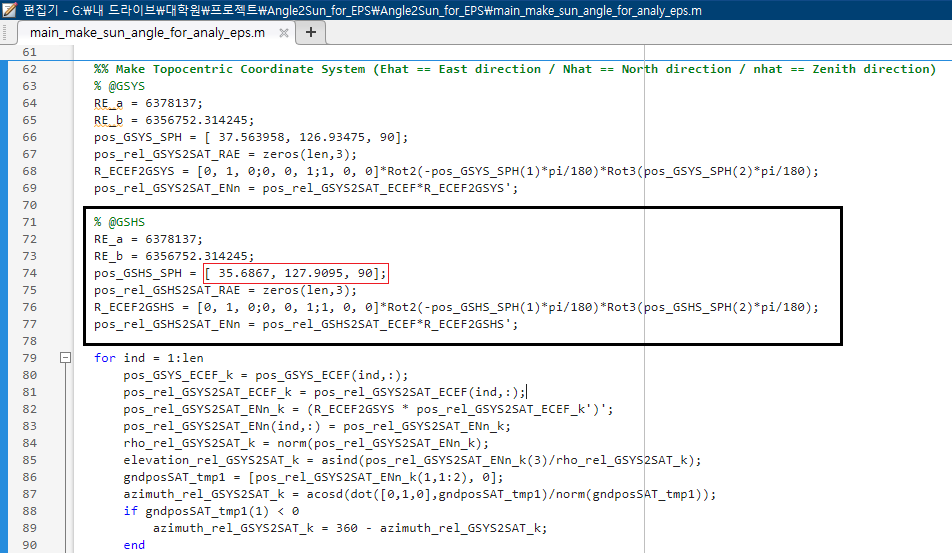 편집기 - G:₩내 드라이브₩대학원₩프로젝트₩Angle2Sun_for_EPS₩Angle2Sun_for_EPS₩main_make_sun_angle_for_analy_eps.m
main_make_sun_angle_for_analy_eps.m × +
61
62 %% Make Topocentric Coordinate System (Ehat == East direction / Nhat == North direction / nhat == Zenith direction)
63 % @GSYS
64 RE_a = 6378137;
65 RE_b = 6356752.314245;
66 pos_GSYS_SPH = [ 37.563958, 126.93475, 90];
67 pos_rel_GSYS2SAT_RAE = zeros(len,3);
68 R_ECEF2GSYS = [0, 1, 0;0, 0, 1;1, 0, 0]*Rot2(-pos_GSYS_SPH(1)*pi/180)*Rot3(pos_GSYS_SPH(2)*pi/180);
69 pos_rel_GSYS2SAT_ENn = pos_rel_GSYS2SAT_ECEF*R_ECEF2GSYS';
70
71 % @GSHS
72 RE_a = 6378137;
73 RE_b = 6356752.314245;
74 pos_GSHS_SPH = [ 35.6867, 127.9095, 90];
75 pos_rel_GSHS2SAT_RAE = zeros(len,3);
76 R_ECEF2GSHS = [0, 1, 0;0, 0, 1;1, 0, 0]*Rot2(-pos_GSHS_SPH(1)*pi/180)*Rot3(pos_GSHS_SPH(2)*pi/180);
77 pos_rel_GSHS2SAT_ENn = pos_rel_GSHS2SAT_ECEF*R_ECEF2GSHS';
78
79 for ind = 1:len
80 pos_GSYS_ECEF_k = pos_GSYS_ECEF(ind,:);
81 pos_rel_GSYS2SAT_ECEF_k = pos_rel_GSYS2SAT_ECEF(ind,:);
82 pos_rel_GSYS2SAT_ENn_k = (R_ECEF2GSYS * pos_rel_GSYS2SAT_ECEF_k')';
83 pos_rel_GSYS2SAT_ENn(ind,:) = pos_rel_GSYS2SAT_ENn_k;
84 rho_rel_GSYS2SAT_k = norm(pos_rel_GSYS2SAT_ENn_k);
85 elevation_rel_GSYS2SAT_k = asind(pos_rel_GSYS2SAT_ENn_k(3)/rho_rel_GSYS2SAT_k);
86 gndposSAT_tmp1 = [pos_rel_GSYS2SAT_ENn_k(1,1:2), 0];
87 azimuth_rel_GSYS2SAT_k = acosd(dot([0,1,0],gndposSAT_tmp1)/norm(gndposSAT_tmp1));
88 if gndposSAT_tmp1(1) < 0
89 azimuth_rel_GSYS2SAT_k = 360 - azimuth_rel_GSYS2SAT_k;
90 end